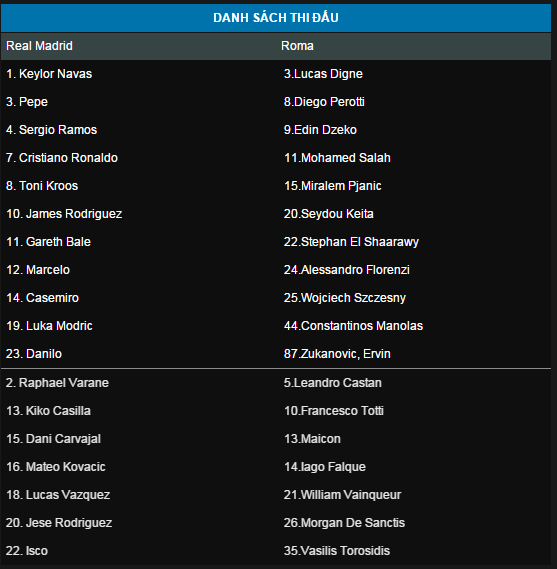 DANH SÁCH THI ĐẤU
Real Madrid Roma
1. Keylor Navas 3.Lucas Digne
3. Pepe 8.Diego Perotti
4. Sergio Ramos 9.Edin Dzeko
7. Cristiano Ronaldo 11.Mohamed Salah
8. Toni Kroos 15.Miralem Pjanic
10. James Rodriguez 20.Seydou Keita
11. Gareth Bale 22.Stephan El Shaarawy
12. Marcelo 24.Alessandro Florenzi
14. Casemiro 25.Wojciech Szczesny
19. Luka Modric 44.Constantinos Manolas
23. Danilo 87.Zukanovic, Ervin
2. Raphael Varane 5.Leandro Castan
13. Kiko Casilla 10.Francesco Totti
15. Dani Carvajal 13.Maicon
16. Mateo Kovacic 14.Iago Falque
18. Lucas Vazquez 21.William Vainqueur
20. Jese Rodriguez 26.Morgan De Sanctis
22. Isco 35.Vasilis Torosidis